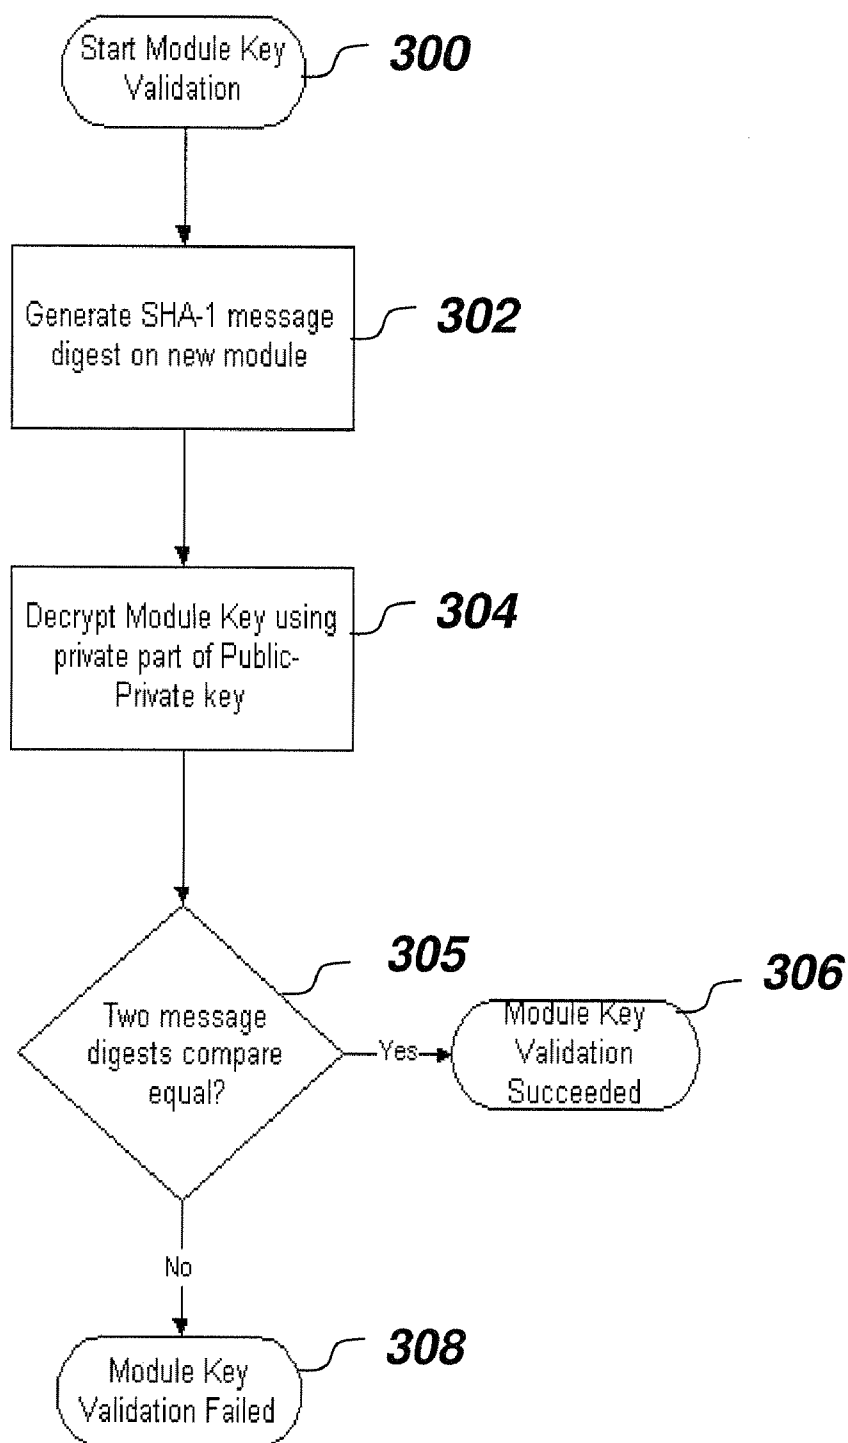 Start Module Key
Validation
300
Generate SHA-1 message
digest on new module
302
Decrypt Module Key using
private part of Public-
Private key
304
Two message
digests compare
equal?
305
Yes
Module Key
Validation
Succeeded
306
No
Module Key
Validation Failed
308